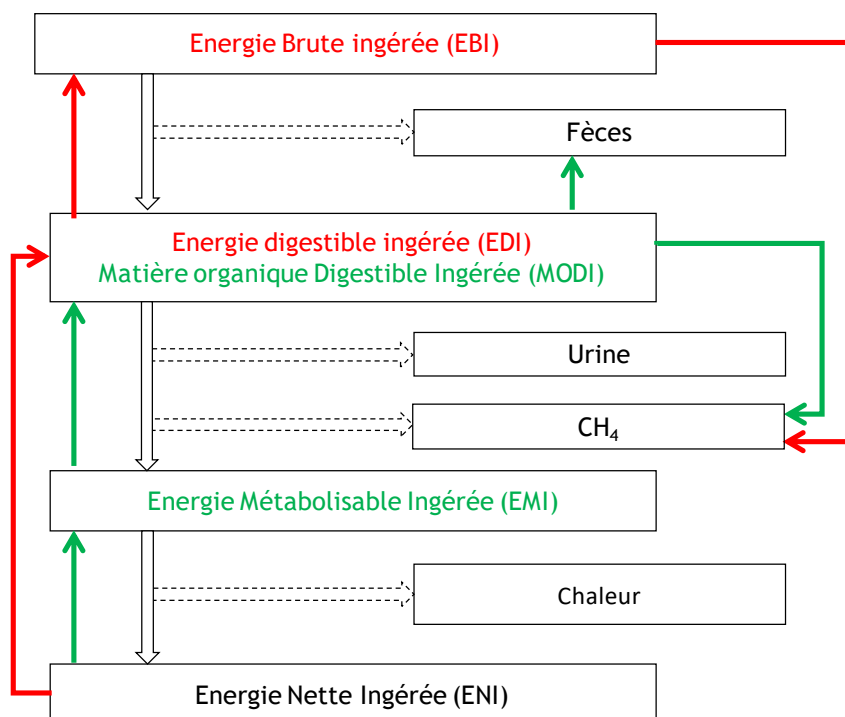 Energie Brute ingérée (EBI)
Fèces
Energie digestible ingérée (EDI)
Matière organique Digestible Ingérée (MODI)
Urine
CH₄
Energie Métabolisable Ingérée (EMI)
Chaleur
Energie Nette Ingérée (ENI)